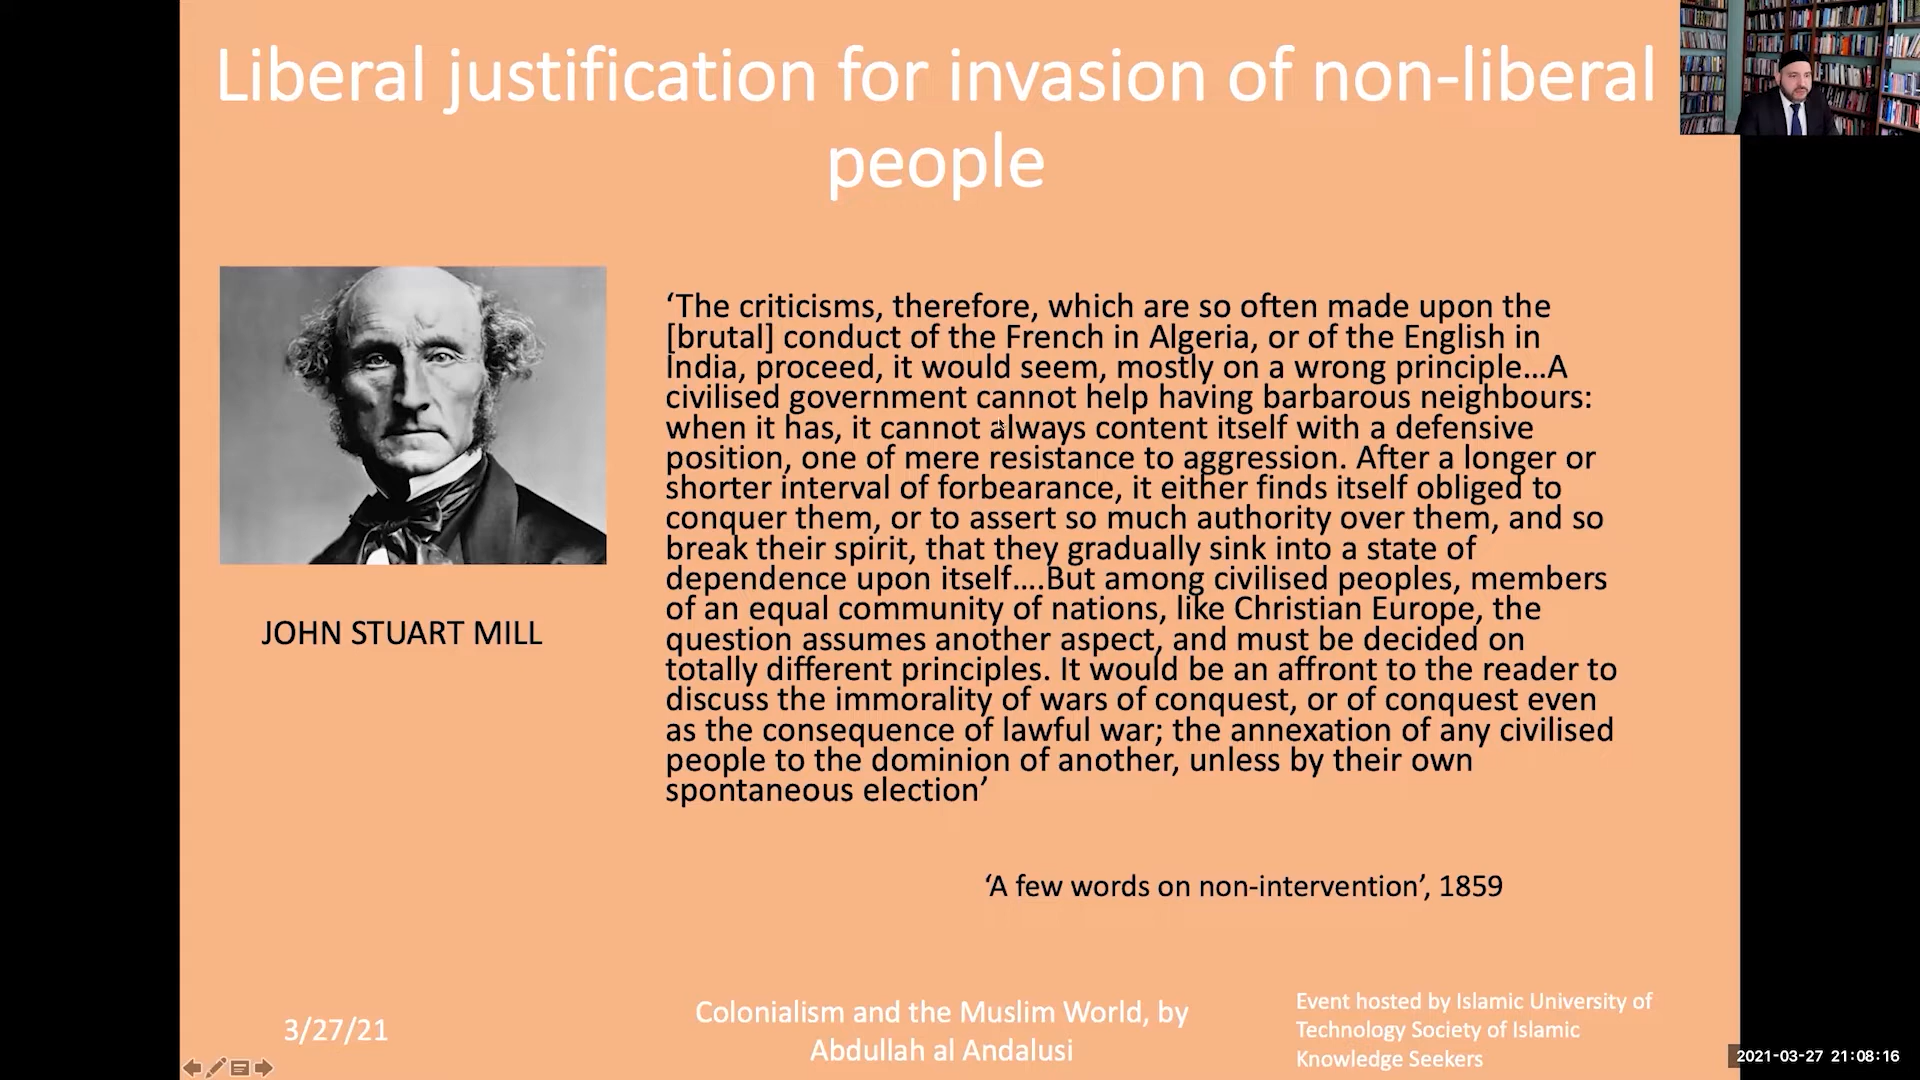 Liberal justification for invasion of non-liberal
people
‘The criticisms, therefore, which are so often made upon the
[brutal] conduct of the French in Algeria, or of the English in
India, proceed, it would seem, mostly on a wrong principle…A
civilised government cannot help having barbarous neighbours:
when it has, it cannot always content itself with a defensive
position, one of mere resistance to aggression. After a longer or
shorter interval of forbearance, it either finds itself obliged to
conquer them, or to assert so much authority over them, and so
break their spirit, that they gradually sink into a state of
dependence upon itself….But among civilised peoples, members
of an equal community of nations, like Christian Europe, the
question assumes another aspect, and must be decided on
totally different principles. It would be an affront to the reader to
discuss the immorality of wars of conquest, or of conquest even
as the consequence of lawful war; the annexation of any civilised
people to the dominion of another, unless by their own
spontaneous election’
JOHN STUART MILL
‘A few words on non-intervention’, 1859
3/27/21
Colonialism and the Muslim World, by
Abdullah al Andalusi
Event hosted by Islamic University of
Technology Society of Islamic
Knowledge Seekers
2021-03-27 21:08:16